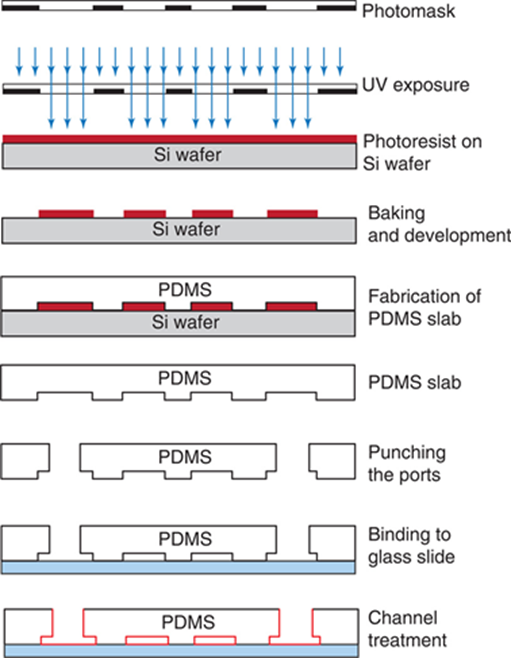 Photomask
UV exposure
Photoresist on
Si wafer
Si wafer
Baking
and development
Si wafer
PDMS
Fabrication of
PDMS slab
Si wafer
PDMS
PDMS slab
PDMS
Punching
the ports
PDMS
Binding to
glass slide
PDMS
Channel
treatment